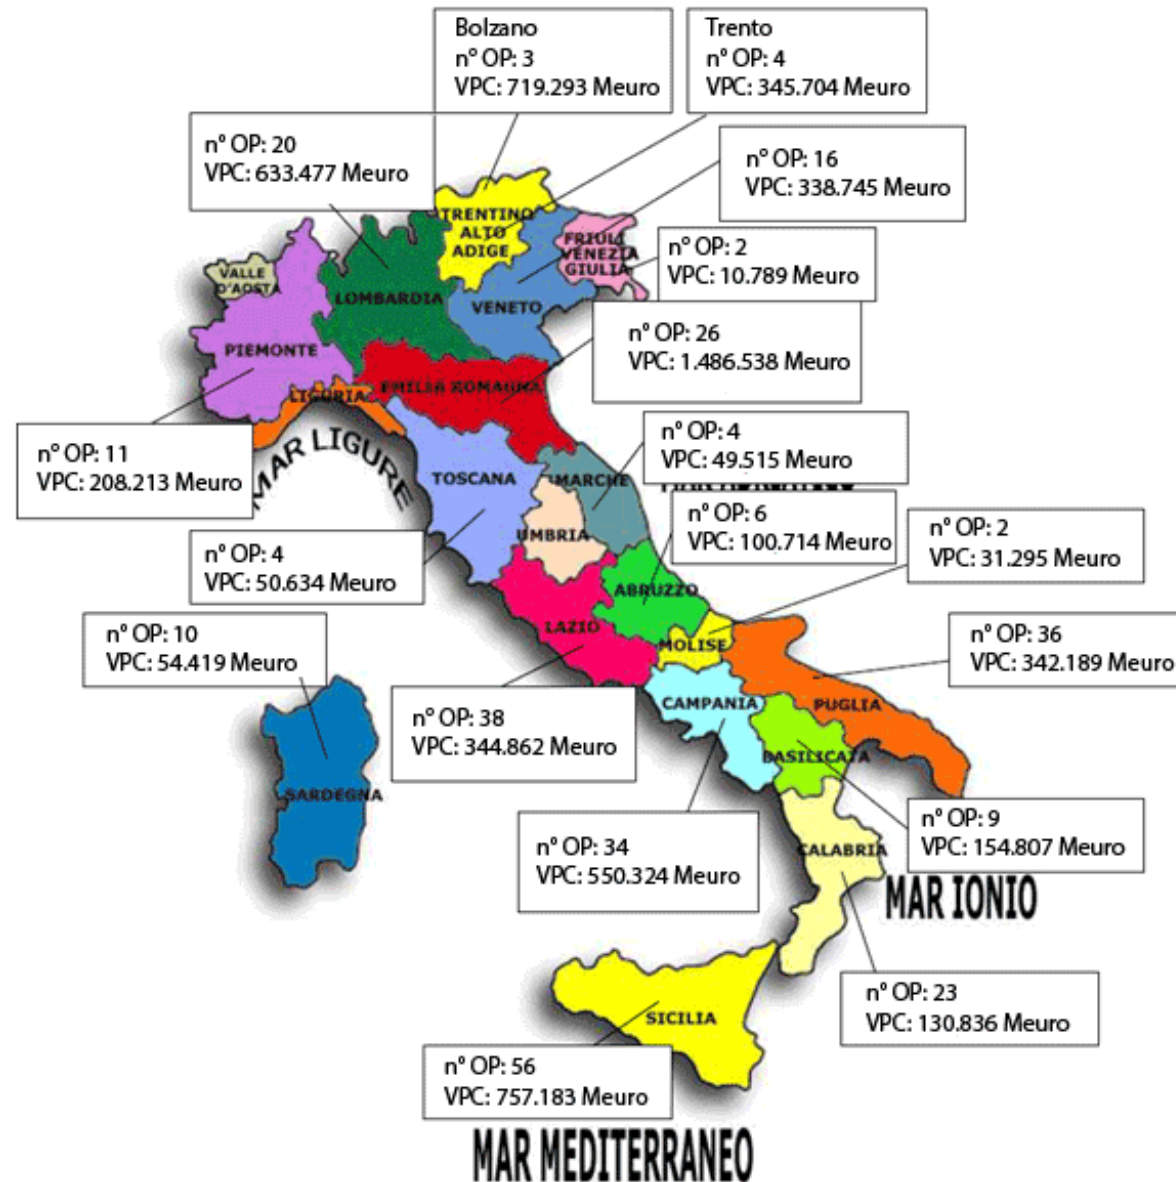 Bolzano
n° OP: 3
VPC: 719.293 Meuro
Trento
n° OP: 4
VPC: 345.704 Meuro
n° OP: 20
VPC: 633.477 Meuro
n° OP: 16
VPC: 338.745 Meuro
TRENTINO
ALTO
ADIGE
FRIULI
VENEZIA
GIULIA
n° OP: 2
VPC: 10.789 Meuro
VALLE
D'AOSTA
LOMBARDIA
VENETO
n° OP: 26
VPC: 1.486.538 Meuro
PIEMONTE
EMILIA ROMAGNA
LIGURIA
n° OP: 11
VPC: 208.213 Meuro
MAR LIGURE
n° OP: 4
VPC: 49.515 Meuro
TOSCANA
MARCHE
UMBRIA
n° OP: 6
VPC: 100.714 Meuro
n° OP: 2
VPC: 31.295 Meuro
n° OP: 4
VPC: 50.634 Meuro
ABRUZZO
LAZIO
MOLISE
n° OP: 10
VPC: 54.419 Meuro
n° OP: 36
VPC: 342.189 Meuro
n° OP: 38
VPC: 344.862 Meuro
CAMPANIA
PUGLIA
BASILICATA
SARDEGNA
n° OP: 9
VPC: 154.807 Meuro
n° OP: 34
VPC: 550.324 Meuro
CALABRIA
MAR IONIO
n° OP: 23
VPC: 130.836 Meuro
SICILIA
n° OP: 56
VPC: 757.183 Meuro
MAR MEDITERRANEO